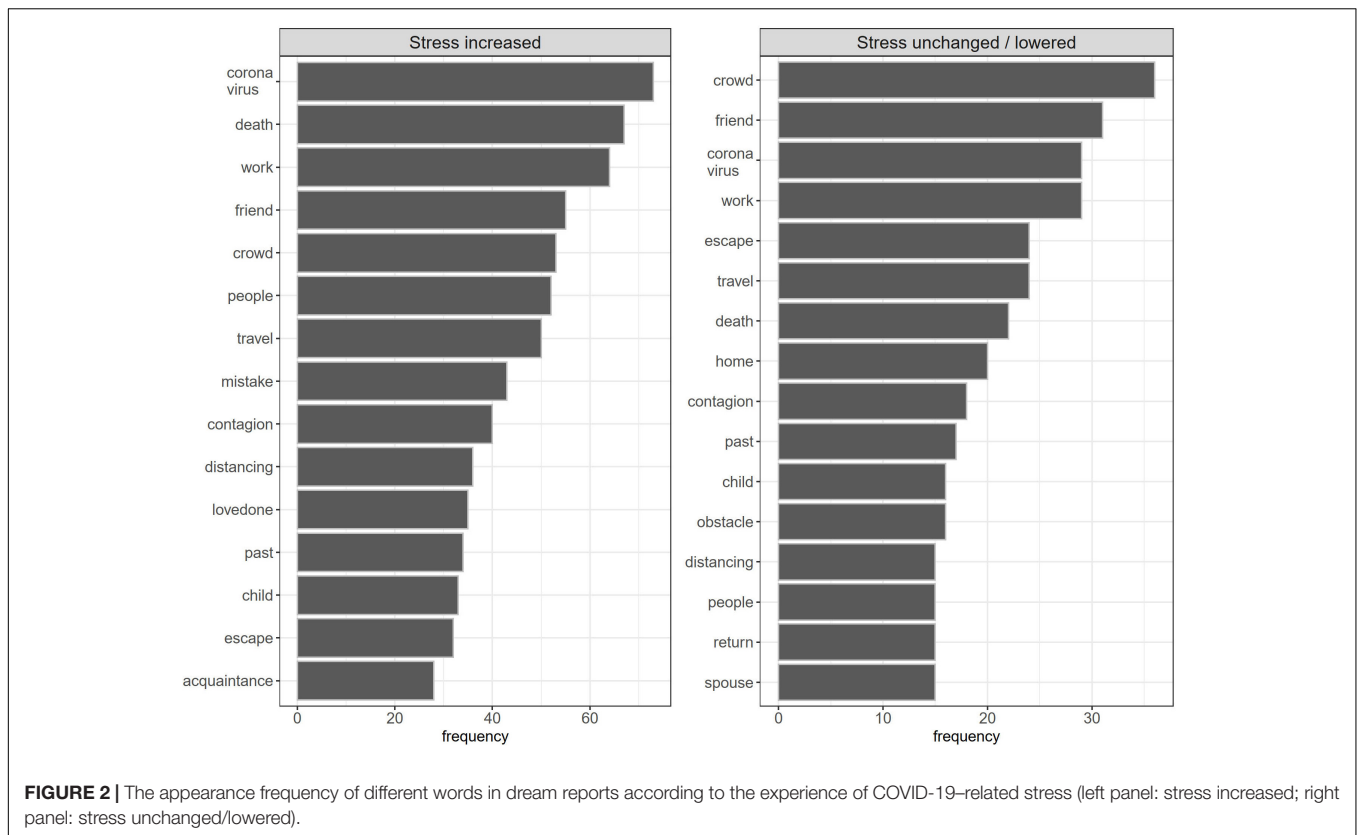 Stress increased
corona
virus
death
work
friend
crowd
people
travel
mistake
contagion
distancing
lovedone
past
child
escape
acquaintance
0 20 40 60
frequency
Stress unchanged / lowered
crowd
friend
corona
virus
work
escape
travel
death
home
contagion
past
child
obstacle
distancing
people
return
spouse
0 10 20 30
frequency
FIGURE 2 | The appearance frequency of different words in dream reports according to the experience of COVID-19–related stress (left panel: stress increased; right
panel: stress unchanged/lowered).